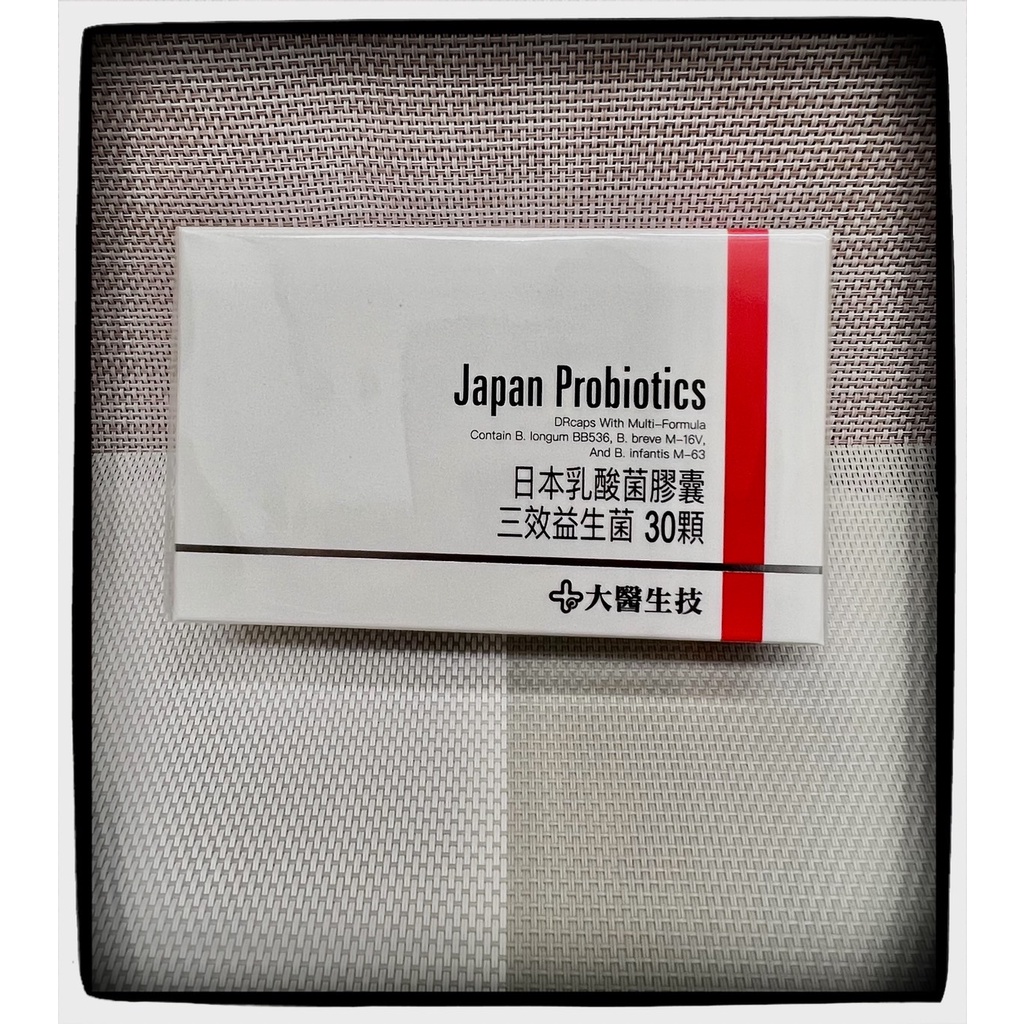 Japan Probiotics
DRcaps With Multi-Formula
Contain B. longum BB536, B. breve M-16V,
And B. infantis M-63
日本乳酸菌膠囊
三效益生菌 30顆
大醫生技